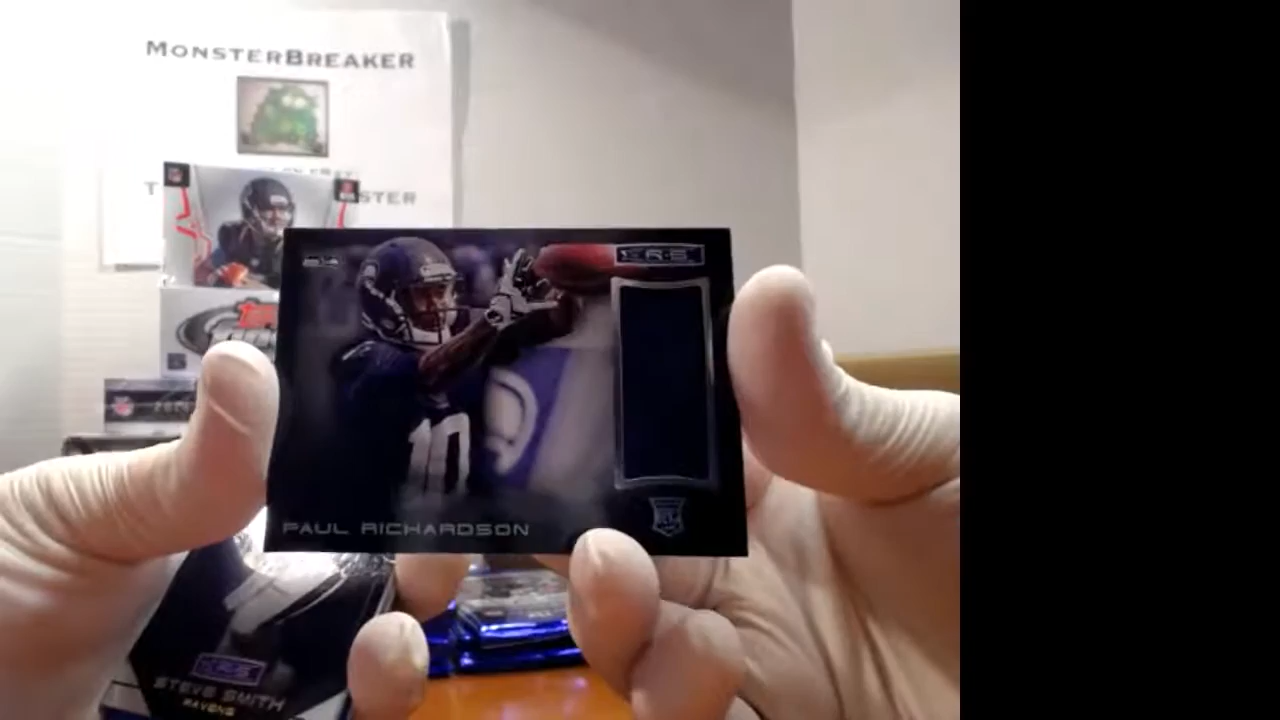 MONSTERBREAKER
STER
R&S
10
PAUL RICHARDSON
R&S
STEVE SMITH
RAVENS